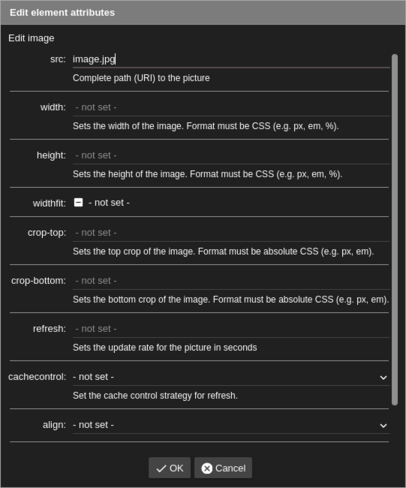 Edit element attributes
Edit image
src: image.jpg
Complete path (URI) to the picture
width: - not set -
Sets the width of the image. Format must be CSS (e.g. px, em, %).
height: - not set -
Sets the height of the image. Format must be CSS (e.g. px, em, %).
widthfit: - not set -
crop-top: - not set -
Sets the top crop of the image. Format must be absolute CSS (e.g. px, em).
crop-bottom: - not set -
Sets the bottom crop of the image. Format must be absolute CSS (e.g. px, em).
refresh: - not set -
Sets the update rate for the picture in seconds
cachecontrol: - not set -
Set the cache control strategy for refresh.
align: - not set -
OK Cancel